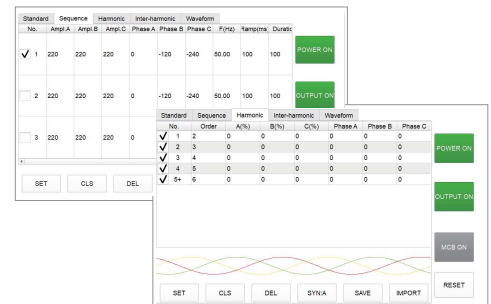 Standard Sequence Harmonic Inter-harmonic Waveform
No. Ampl.A Ampl.B Ampl.C Phase A Phase B Phase C F(Hz) Ramp(ms) Duratic
1 220 220 220 0 -120 -240 50.00 100 100
POWER ON
2 220 220 220 0 -120 -240 50.00 100 100
OUTPUT ON
3 220 220 220 0
SET CLS DEL
Standard Sequence Harmonic Inter-harmonic Waveform
No. Order A(%) B(%) C(%) Phase A Phase B Phase C
1 2 0 0 0 0 0 0
2 3 0 0 0 0 0 0
3 4 0 0 0 0 0 0
4 5 0 0 0 0 0 0
5+ 6 0 0 0 0 0 0
POWER ON
OUTPUT ON
MCB ON
RESET
SET CLS DEL SYN:A SAVE IMPORT